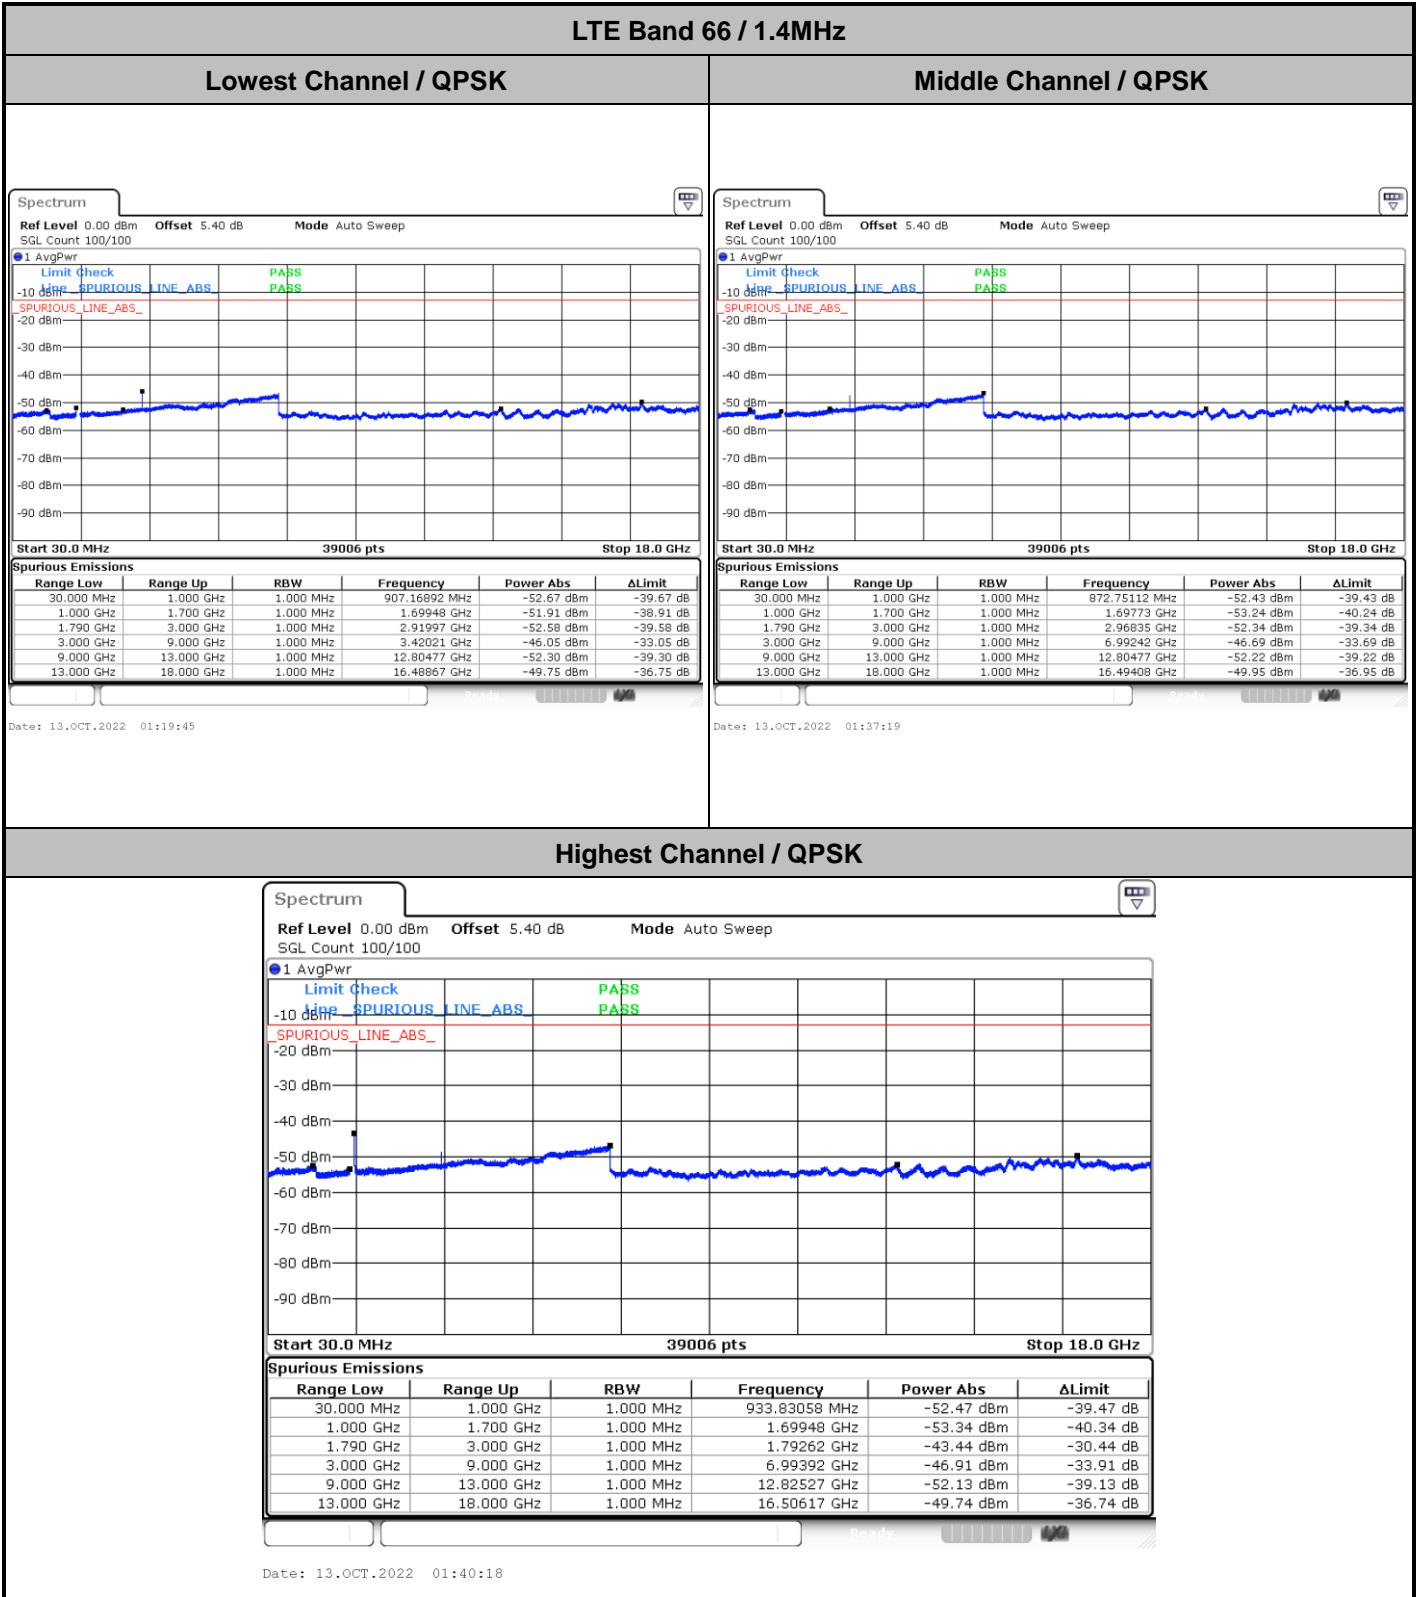 LTE Band 66 / 1.4MHz
Lowest Channel / QPSK
Middle Channel / QPSK
Spectrum
Ref Level 0.00 dBm Offset 5.40 dB Mode Auto Sweep
SGL Count 100/100
1 AvgPwr
Limit Check PASS
Line _SPURIOUS_LINE_ABS_ PASS
-10 dBm
_SPURIOUS_LINE_ABS_
-20 dBm
-30 dBm
-40 dBm
-50 dBm
-60 dBm
-70 dBm
-80 dBm
-90 dBm
Start 30.0 MHz 39006 pts Stop 18.0 GHz
Spurious Emissions
Range Low Range Up RBW Frequency Power Abs ΔLimit
30.000 MHz 1.000 GHz 1.000 MHz 907.16892 MHz -52.67 dBm -39.67 dB
1.000 GHz 1.700 GHz 1.000 MHz 1.69948 GHz -51.91 dBm -38.91 dB
1.790 GHz 3.000 GHz 1.000 MHz 2.91997 GHz -52.58 dBm -39.58 dB
3.000 GHz 9.000 GHz 1.000 MHz 3.42021 GHz -46.05 dBm -33.05 dB
9.000 GHz 13.000 GHz 1.000 MHz 12.80477 GHz -52.30 dBm -39.30 dB
13.000 GHz 18.000 GHz 1.000 MHz 16.48867 GHz -49.75 dBm -36.75 dB
Ready
Date: 13.OCT.2022 01:19:45
Spectrum
Ref Level 0.00 dBm Offset 5.40 dB Mode Auto Sweep
SGL Count 100/100
1 AvgPwr
Limit Check PASS
Line _SPURIOUS_LINE_ABS_ PASS
-10 dBm
_SPURIOUS_LINE_ABS_
-20 dBm
-30 dBm
-40 dBm
-50 dBm
-60 dBm
-70 dBm
-80 dBm
-90 dBm
Start 30.0 MHz 39006 pts Stop 18.0 GHz
Spurious Emissions
Range Low Range Up RBW Frequency Power Abs ΔLimit
30.000 MHz 1.000 GHz 1.000 MHz 872.75112 MHz -52.43 dBm -39.43 dB
1.000 GHz 1.700 GHz 1.000 MHz 1.69773 GHz -53.24 dBm -40.24 dB
1.790 GHz 3.000 GHz 1.000 MHz 2.96835 GHz -52.34 dBm -39.34 dB
3.000 GHz 9.000 GHz 1.000 MHz 6.99242 GHz -46.69 dBm -33.69 dB
9.000 GHz 13.000 GHz 1.000 MHz 12.80477 GHz -52.22 dBm -39.22 dB
13.000 GHz 18.000 GHz 1.000 MHz 16.49408 GHz -49.95 dBm -36.95 dB
Ready
Date: 13.OCT.2022 01:37:19
Highest Channel / QPSK
Spectrum
Ref Level 0.00 dBm Offset 5.40 dB Mode Auto Sweep
SGL Count 100/100
1 AvgPwr
Limit Check PASS
Line _SPURIOUS_LINE_ABS_ PASS
-10 dBm
_SPURIOUS_LINE_ABS_
-20 dBm
-30 dBm
-40 dBm
-50 dBm
-60 dBm
-70 dBm
-80 dBm
-90 dBm
Start 30.0 MHz 39006 pts Stop 18.0 GHz
Spurious Emissions
Range Low Range Up RBW Frequency Power Abs ΔLimit
30.000 MHz 1.000 GHz 1.000 MHz 933.83058 MHz -52.47 dBm -39.47 dB
1.000 GHz 1.700 GHz 1.000 MHz 1.69948 GHz -53.34 dBm -40.34 dB
1.790 GHz 3.000 GHz 1.000 MHz 1.79262 GHz -43.44 dBm -30.44 dB
3.000 GHz 9.000 GHz 1.000 MHz 6.99392 GHz -46.91 dBm -33.91 dB
9.000 GHz 13.000 GHz 1.000 MHz 12.82527 GHz -52.13 dBm -39.13 dB
13.000 GHz 18.000 GHz 1.000 MHz 16.50617 GHz -49.74 dBm -36.74 dB
Ready
Date: 13.OCT.2022 01:40:18